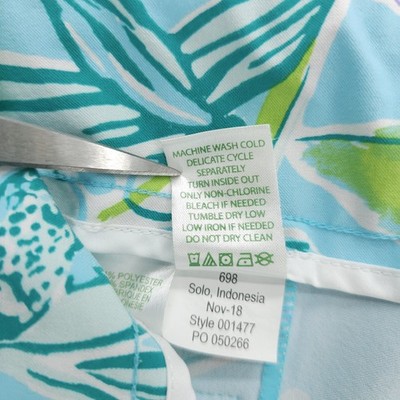 MACHINE WASH COLD
DELICATE CYCLE
SEPARATELY
TURN INSIDE OUT
ONLY NON-CHLORINE
BLEACH IF NEEDED
TUMBLE DRY LOW
LOW IRON IF NEEDED
DO NOT DRY CLEAN
698
Solo, Indonesia
Nov-18
Style 001477
PO 050266
% POLYESTER
SPANDEX